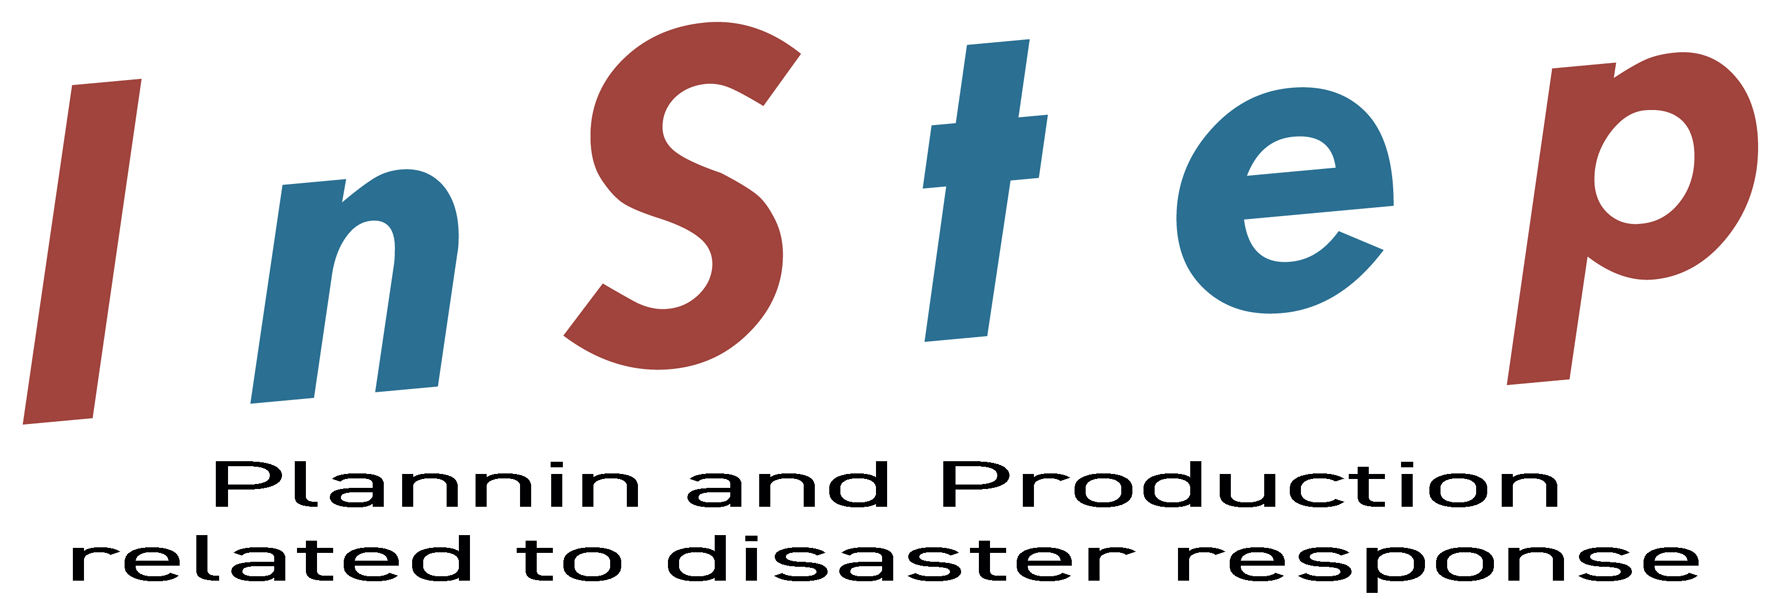 InStep
Plannin and Production
related to disaster response